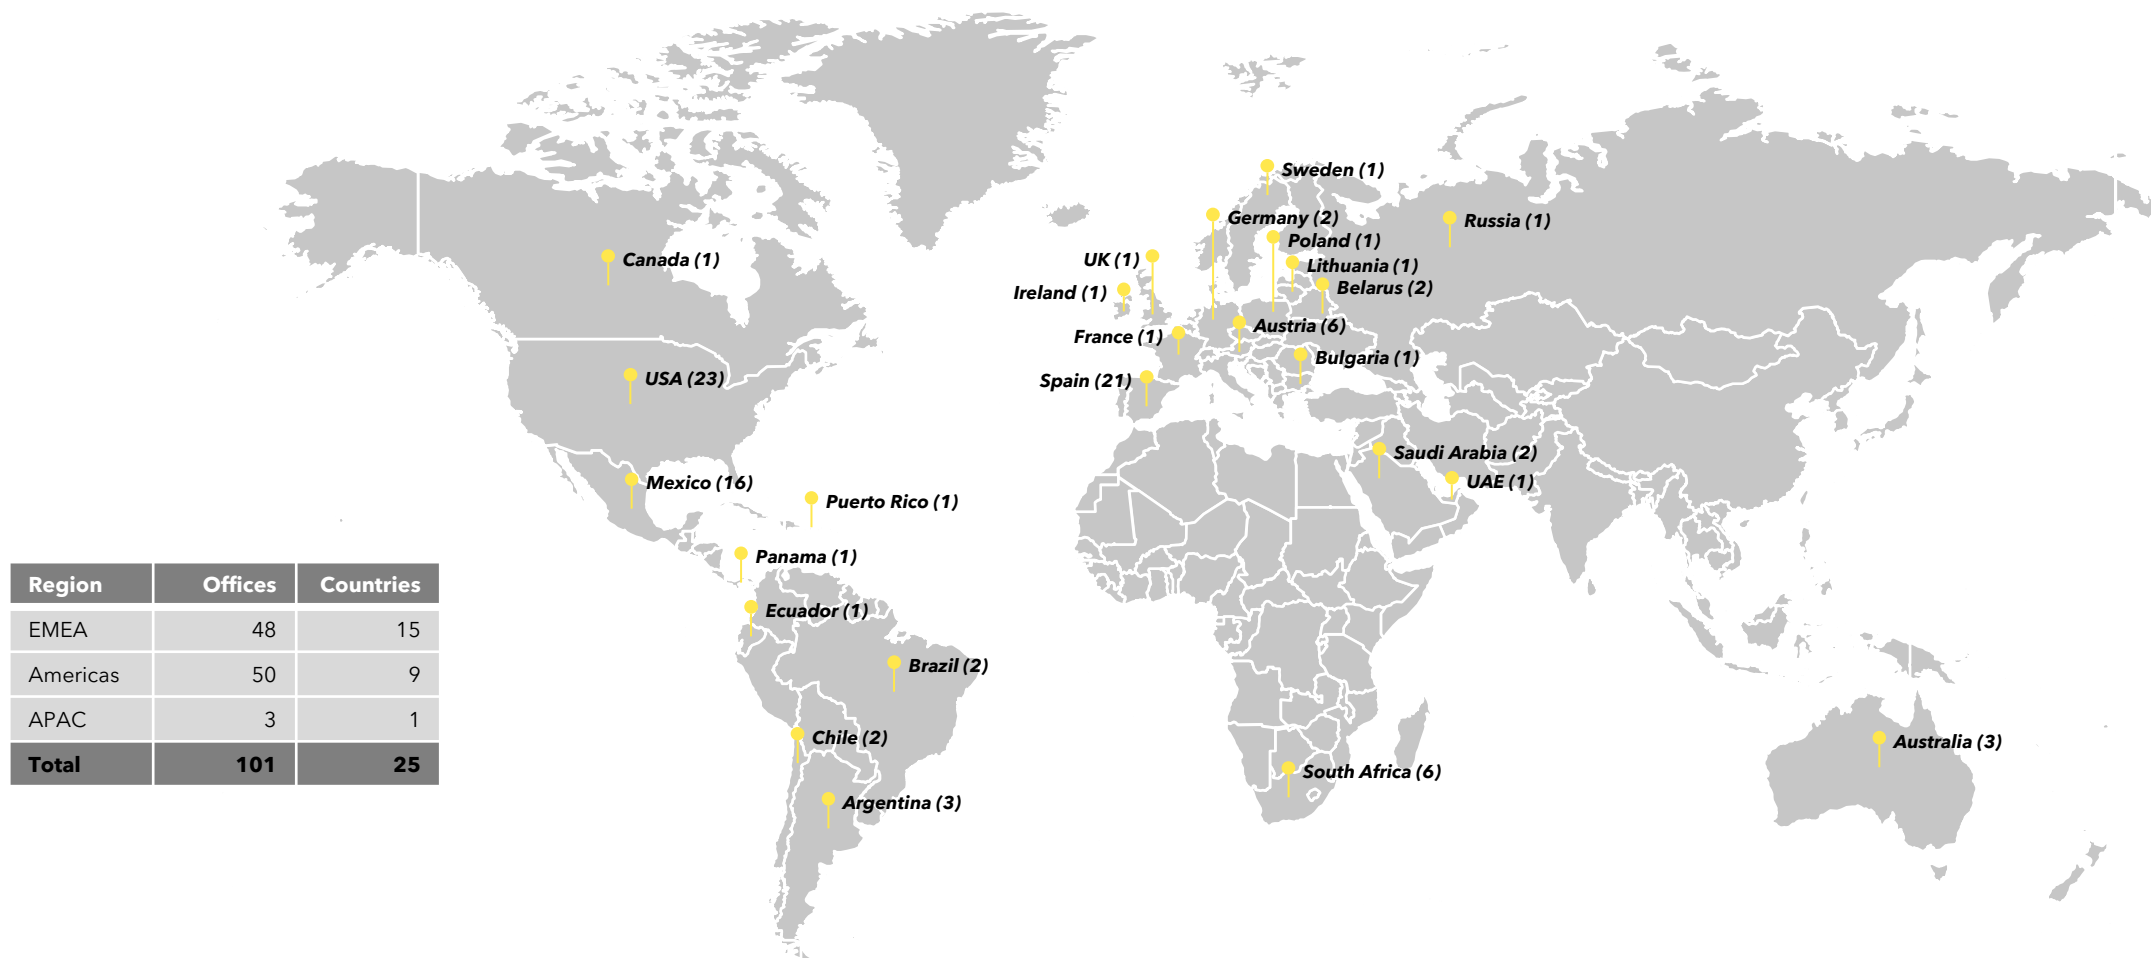 Sweden (1)
Germany (2)
Russia (1)
Poland (1)
Canada (1)
UK (1)
Lithuania (1)
Belarus (2)
Ireland (1)
Austria (6)
France (1)
Bulgaria (1)
USA (23)
Spain (21)
Saudi Arabia (2)
Mexico (16)
UAE (1)
Puerto Rico (1)
Panama (1)
Ecuador (1)
Brazil (2)
Chile (2)
Australia (3)
South Africa (6)
Argentina (3)
Region Offices Countries
EMEA 48 15
Americas 50 9
APAC 3 1
Total 101 25